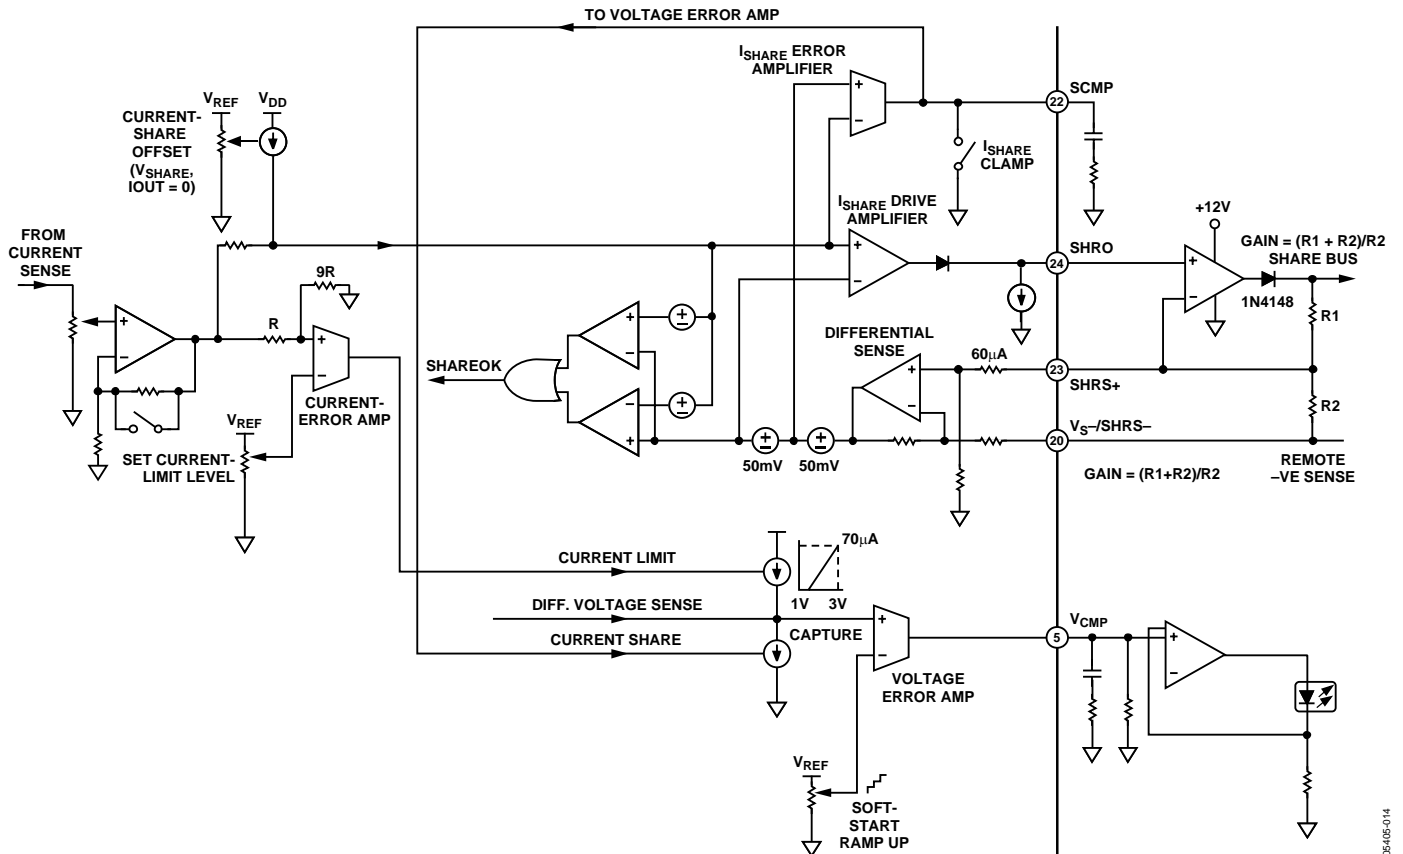 TO VOLTAGE ERROR AMP
ISHARE ERROR
AMPLIFIER
SCMP
22
VREF
VDD
CURRENT-
SHARE
OFFSET
(VSHARE,
IOUT = 0)
ISHARE
CLAMP
ISHARE DRIVE
AMPLIFIER
+12V
FROM
CURRENT
SENSE
SHRO
24
GAIN = (R1 + R2)/R2
SHARE BUS
1N4148
9R
R
R1
DIFFERENTIAL
SENSE
60µA
SHAREOK
23
SHRS+
CURRENT-
ERROR AMP
R2
VREF
SET CURRENT-
LIMIT LEVEL
50mV
50mV
20
VS–/SHRS–
GAIN = (R1+R2)/R2
REMOTE
–VE SENSE
CURRENT LIMIT
70µA
1V
3V
DIFF. VOLTAGE SENSE
CURRENT SHARE
CAPTURE
VOLTAGE
ERROR AMP
VCMP
5
VREF
SOFT-
START
RAMP UP
05405-014
+
–
+
–
+
–
+
–
+
–
+
–
–
+
+
–
+
–
+
–